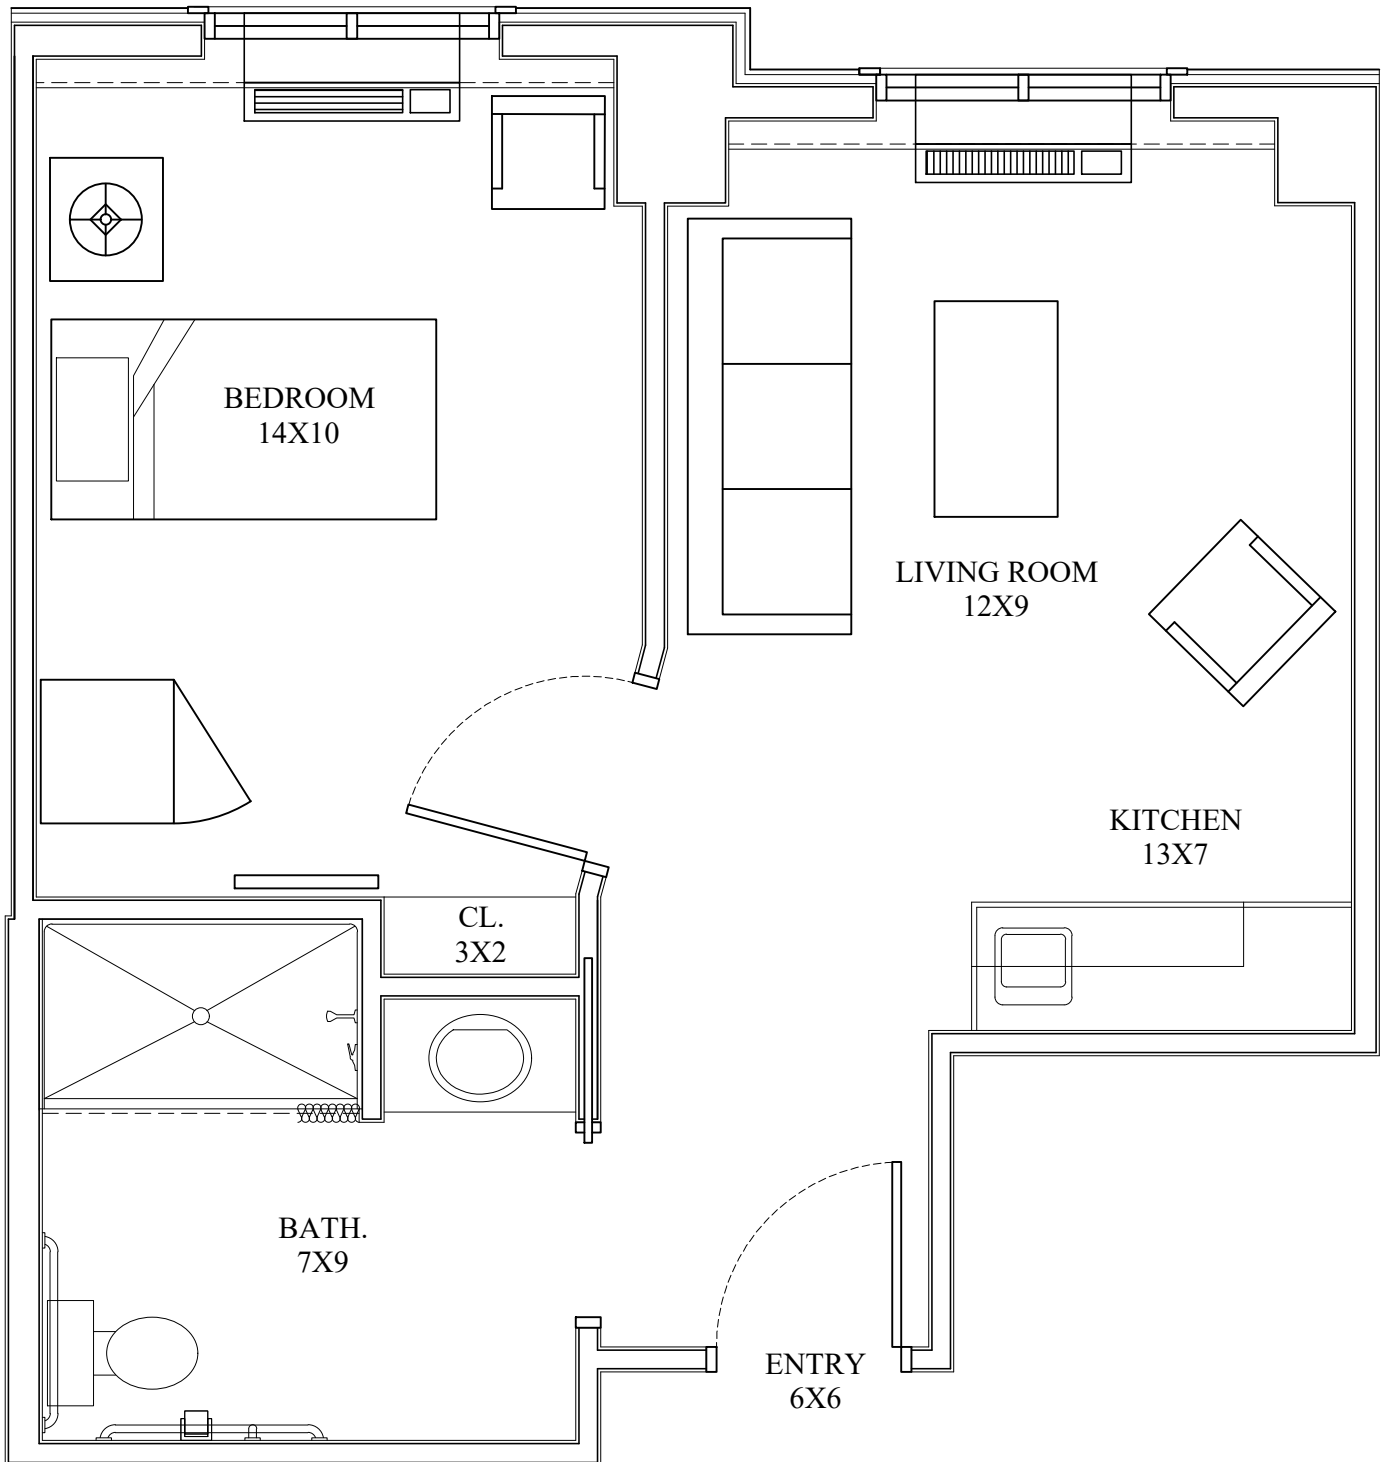 BEDROOM
14X10
LIVING ROOM
12X9
KITCHEN
13X7
CL.
3X2
BATH.
7X9
ENTRY
6X6